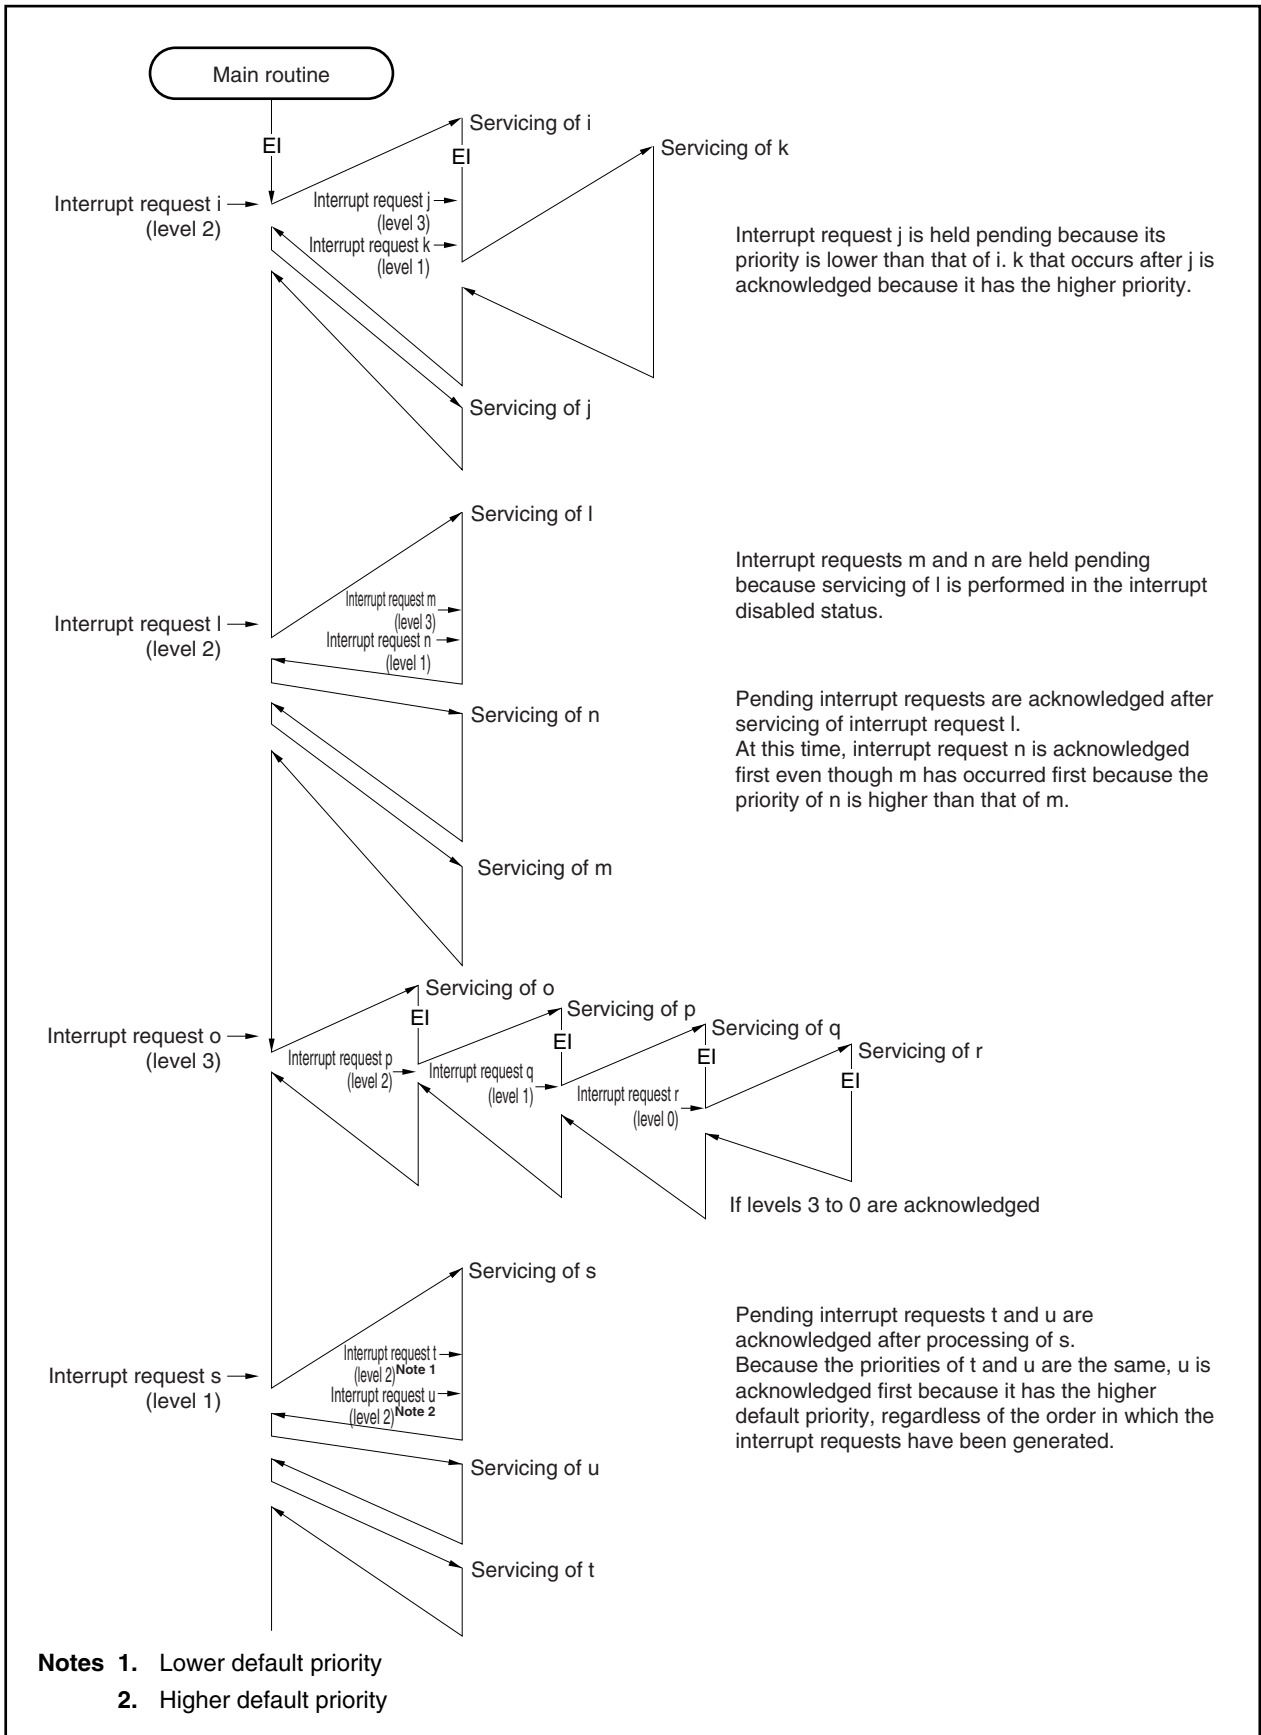 Main routine
EI
Servicing of i
EI
Servicing of k
Interrupt request i
(level 2)
Interrupt request j
(level 3)
Interrupt request k
(level 1)
Interrupt request j is held pending because its
priority is lower than that of i. k that occurs after j is
acknowledged because it has the higher priority.
Servicing of j
Servicing of l
Interrupt request l
(level 2)
Interrupt request m
(level 3)
Interrupt request n
(level 1)
Interrupt requests m and n are held pending
because servicing of l is performed in the interrupt
disabled status.
Servicing of n
Pending interrupt requests are acknowledged after
servicing of interrupt request l.
At this time, interrupt request n is acknowledged
first even though m has occurred first because the
priority of n is higher than that of m.
Servicing of m
Interrupt request o
(level 3)
Servicing of o
EI
Interrupt request p
(level 2)
Servicing of p
EI
Interrupt request q
(level 1)
Servicing of q
EI
Interrupt request r
(level 0)
Servicing of r
EI
If levels 3 to 0 are acknowledged
Servicing of s
Interrupt request s
(level 1)
Interrupt request t
(level 2)Note 1
Interrupt request u
(level 2)Note 2
Pending interrupt requests t and u are
acknowledged after processing of s.
Because the priorities of t and u are the same, u is
acknowledged first because it has the higher
default priority, regardless of the order in which the
interrupt requests have been generated.
Servicing of u
Servicing of t
Notes 1. Lower default priority
2. Higher default priority